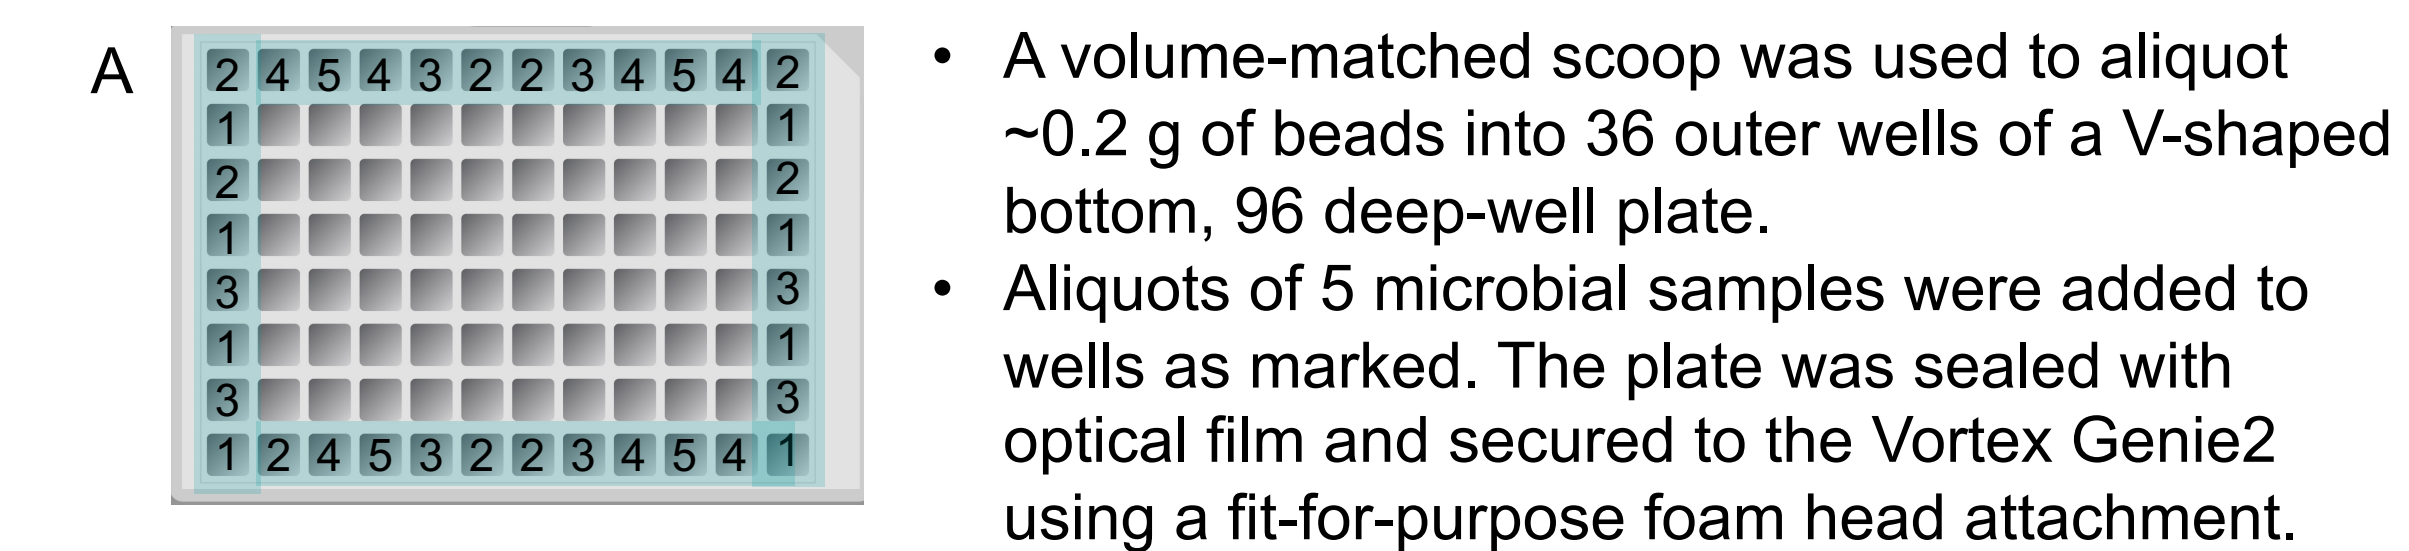 A
2 4 5 4 3 2 2 3 4 5 4 2
1 1
2 2
1 1
3 3
1 1
3 3
1 2 4 5 3 2 2 3 4 5 4 1
• A volume-matched scoop was used to aliquot
~0.2 g of beads into 36 outer wells of a V-shaped
bottom, 96 deep-well plate.
• Aliquots of 5 microbial samples were added to
wells as marked. The plate was sealed with
optical film and secured to the Vortex Genie2
using a fit-for-purpose foam head attachment.